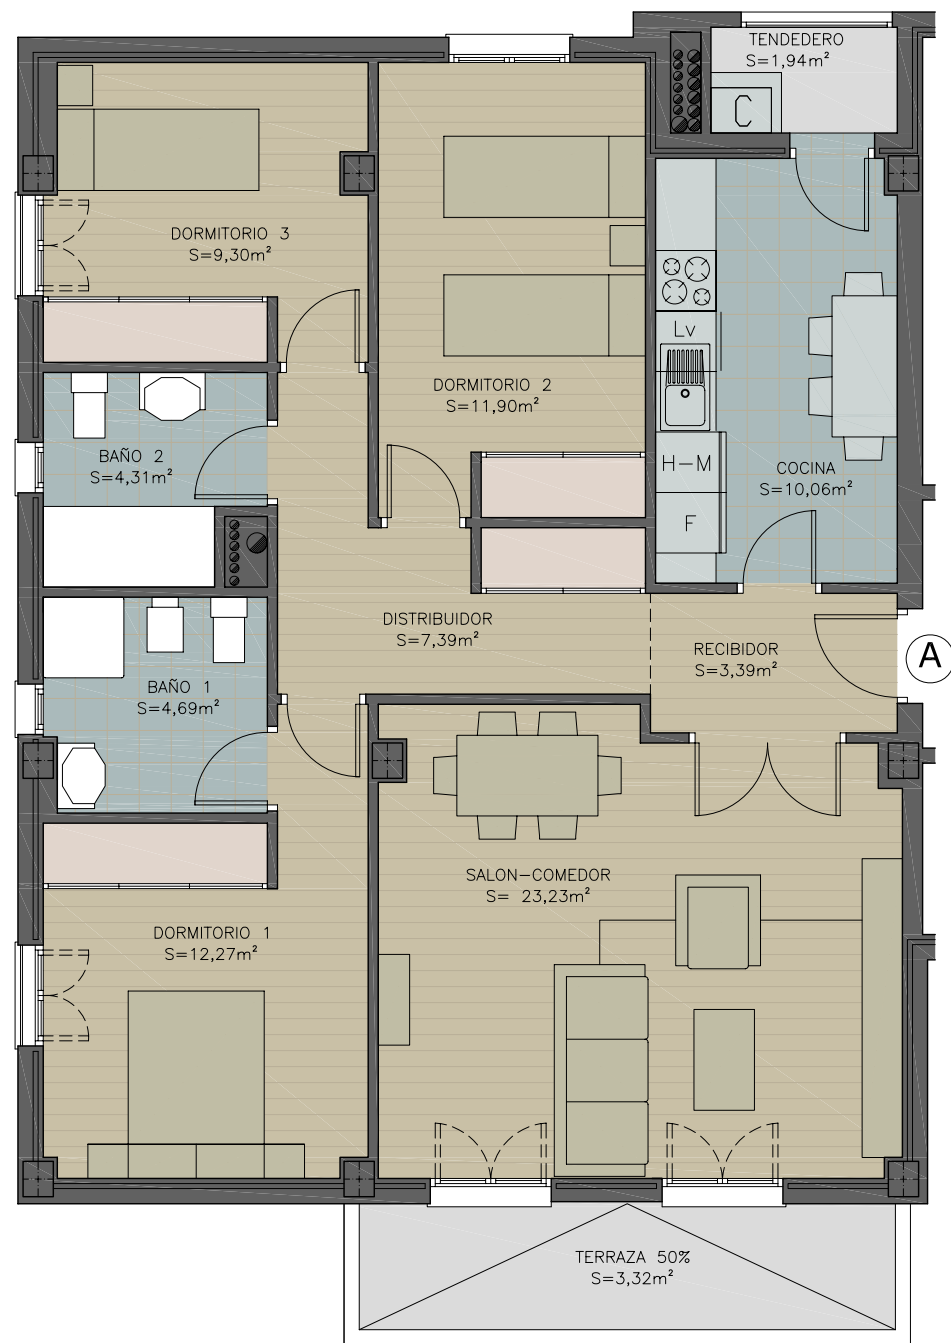 TENDEDERO
S=1,94m²
C
DORMITORIO 3
S=9,30m²
Lv
DORMITORIO 2
S=11,90m²
BAÑO 2
S=4,31m²
H-M
COCINA
S=10,06m²
F
DISTRIBUIDOR
S=7,39m²
RECIBIDOR
S=3,39m²
A
BAÑO 1
S=4,69m²
SALON-COMEDOR
S= 23,23m²
DORMITORIO 1
S=12,27m²
TERRAZA 50%
S=3,32m²